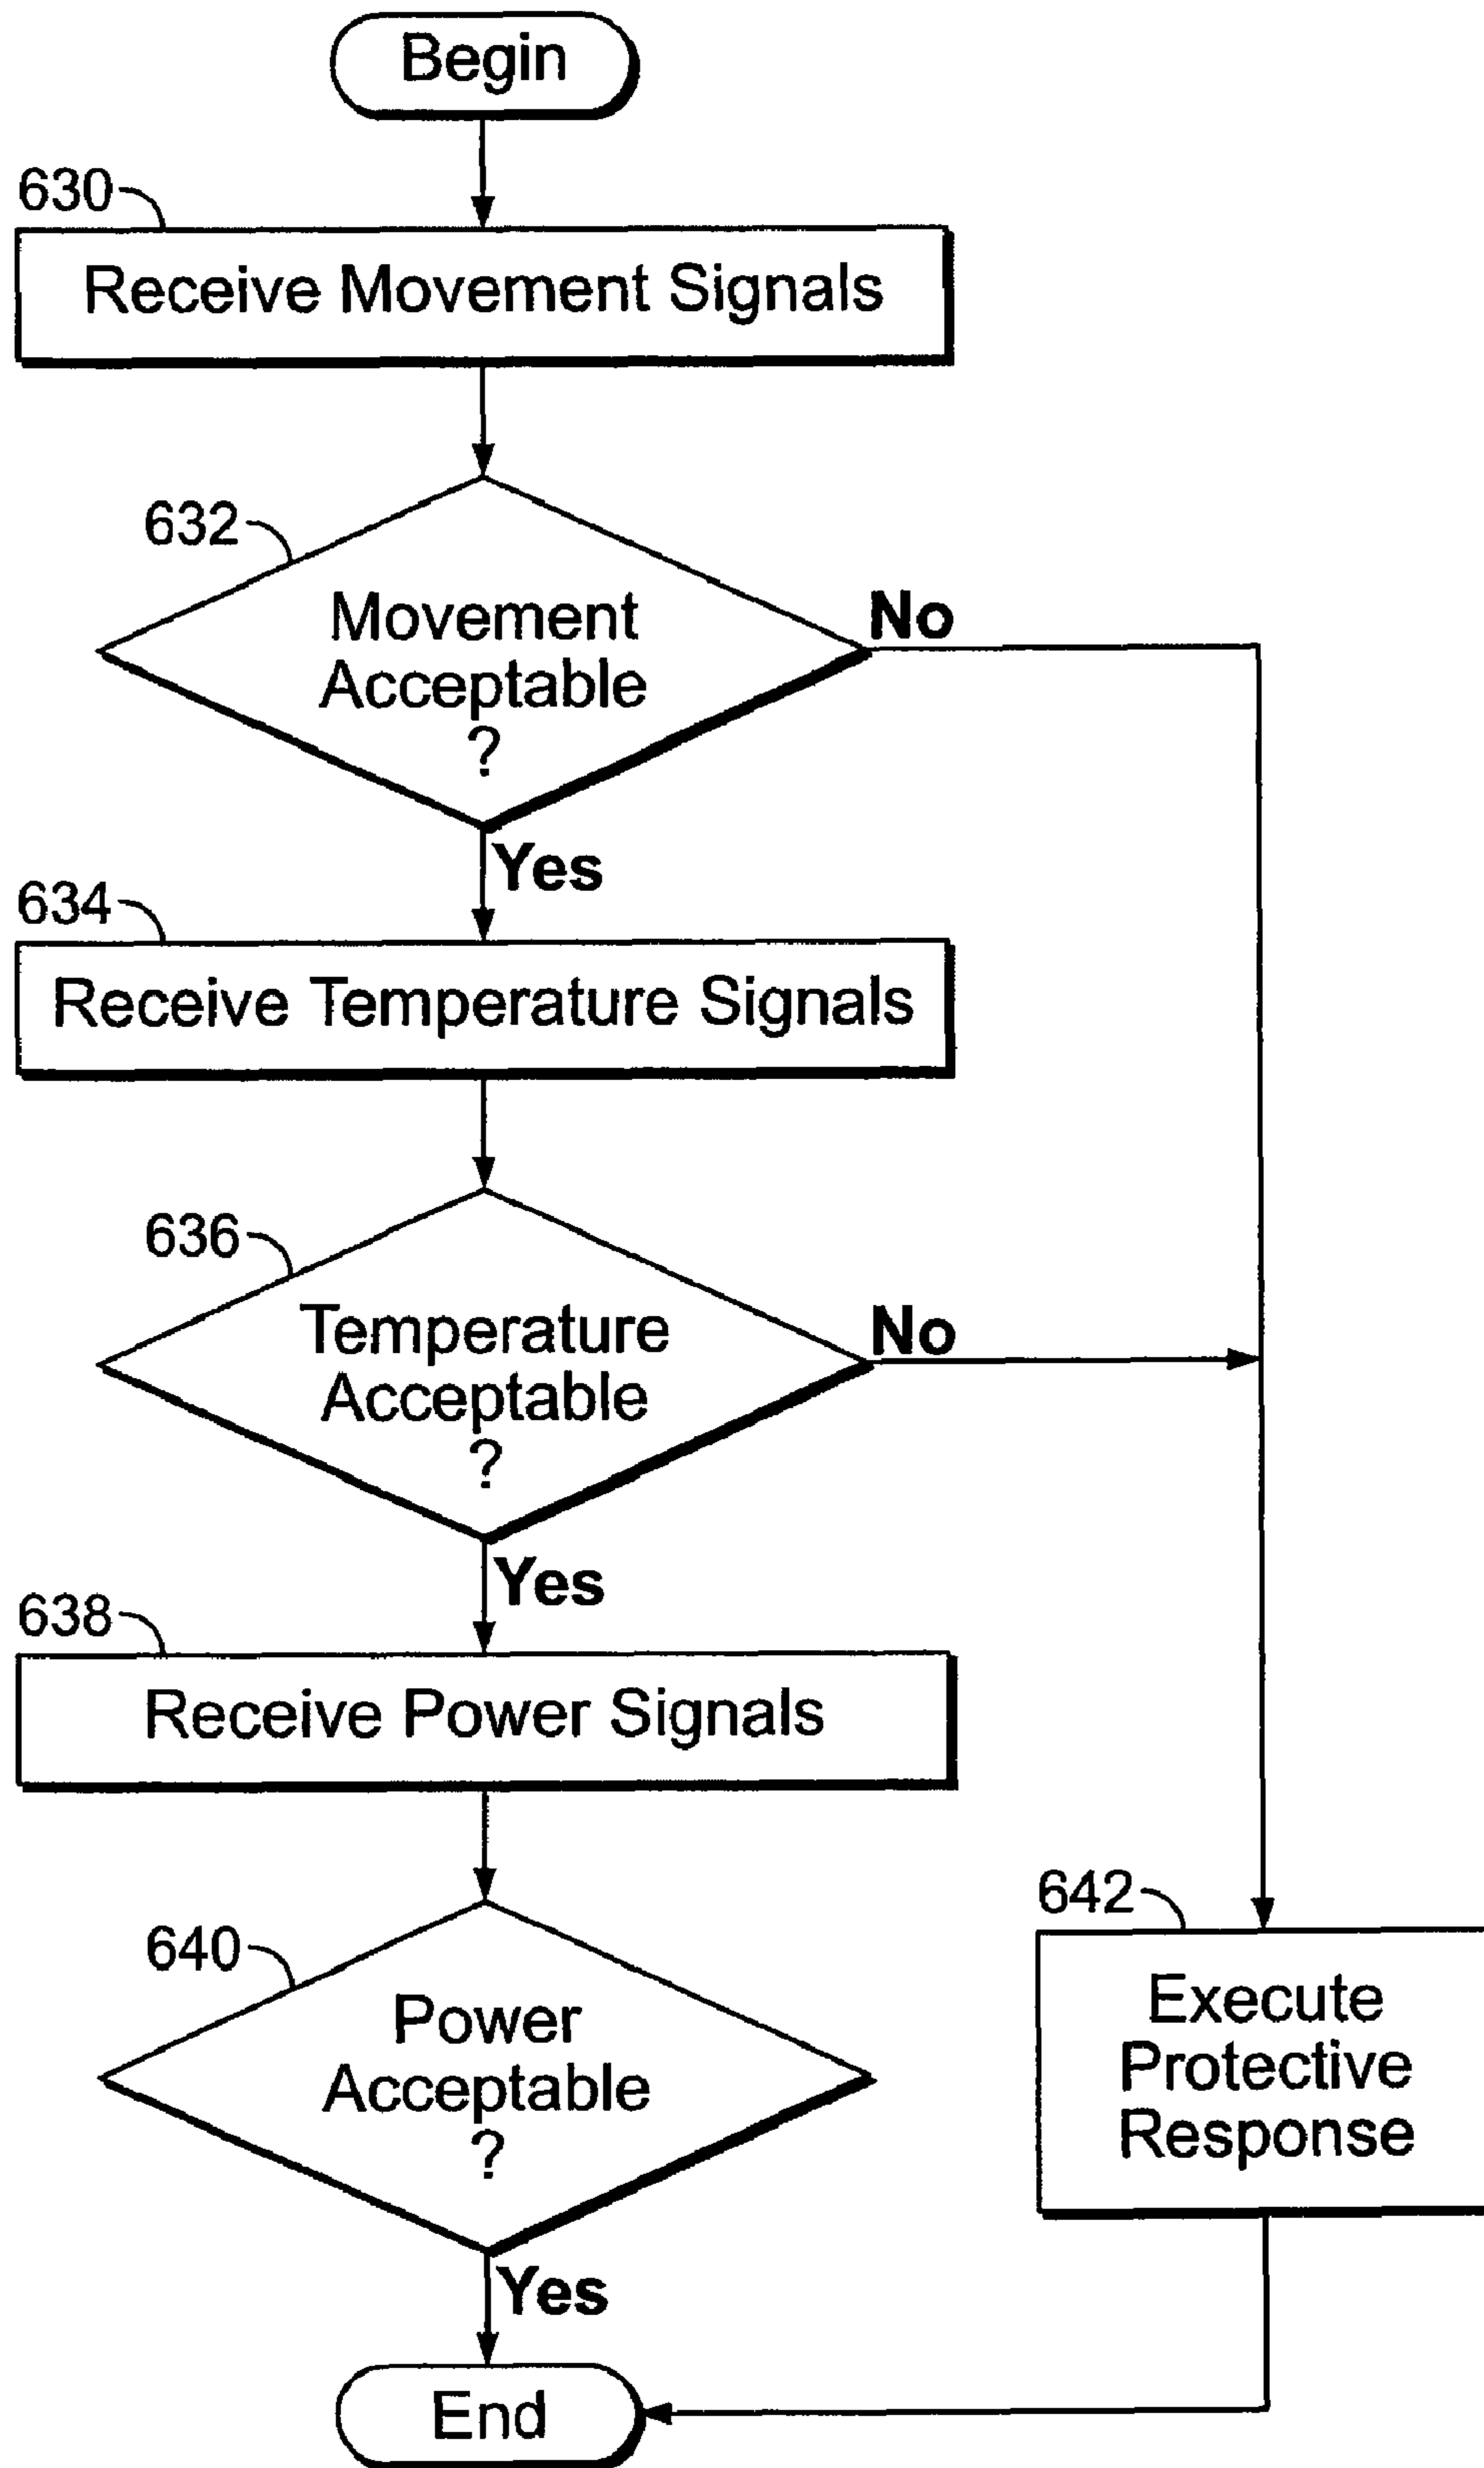 Begin
630
Receive Movement Signals
632
Movement
Acceptable
?
No
Yes
634
Receive Temperature Signals
636
Temperature
Acceptable
?
No
Yes
638
Receive Power Signals
640
Power
Acceptable
?
Yes
642
Execute
Protective
Response
End